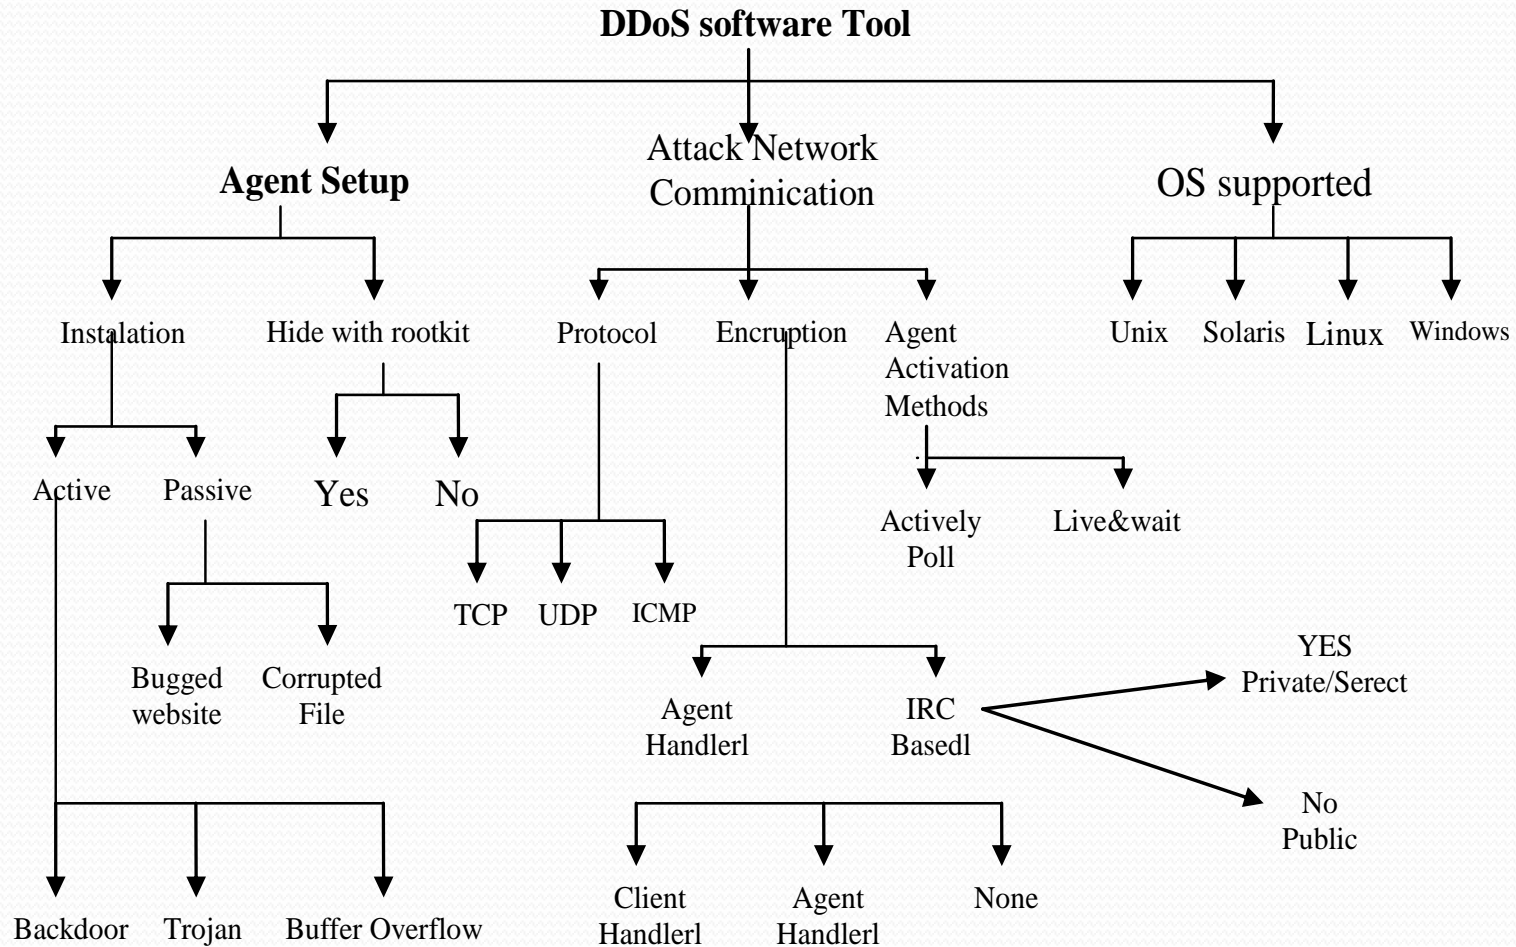 DDoS software Tool
Attack Network
Comminication
Agent Setup
OS supported
Instalation
Hide with rootkit
Protocol
Encruption
Agent
Activation
Methods
Unix
Solaris
Linux
Windows
Active
Passive
Yes
No
Actively
Poll
Live&wait
TCP
UDP
ICMP
Bugged
website
Corrupted
File
Agent
Handlerl
IRC
Basedl
YES
Private/Serect
No
Public
Client
Handlerl
Agent
Handlerl
None
Backdoor
Trojan
Buffer Overflow